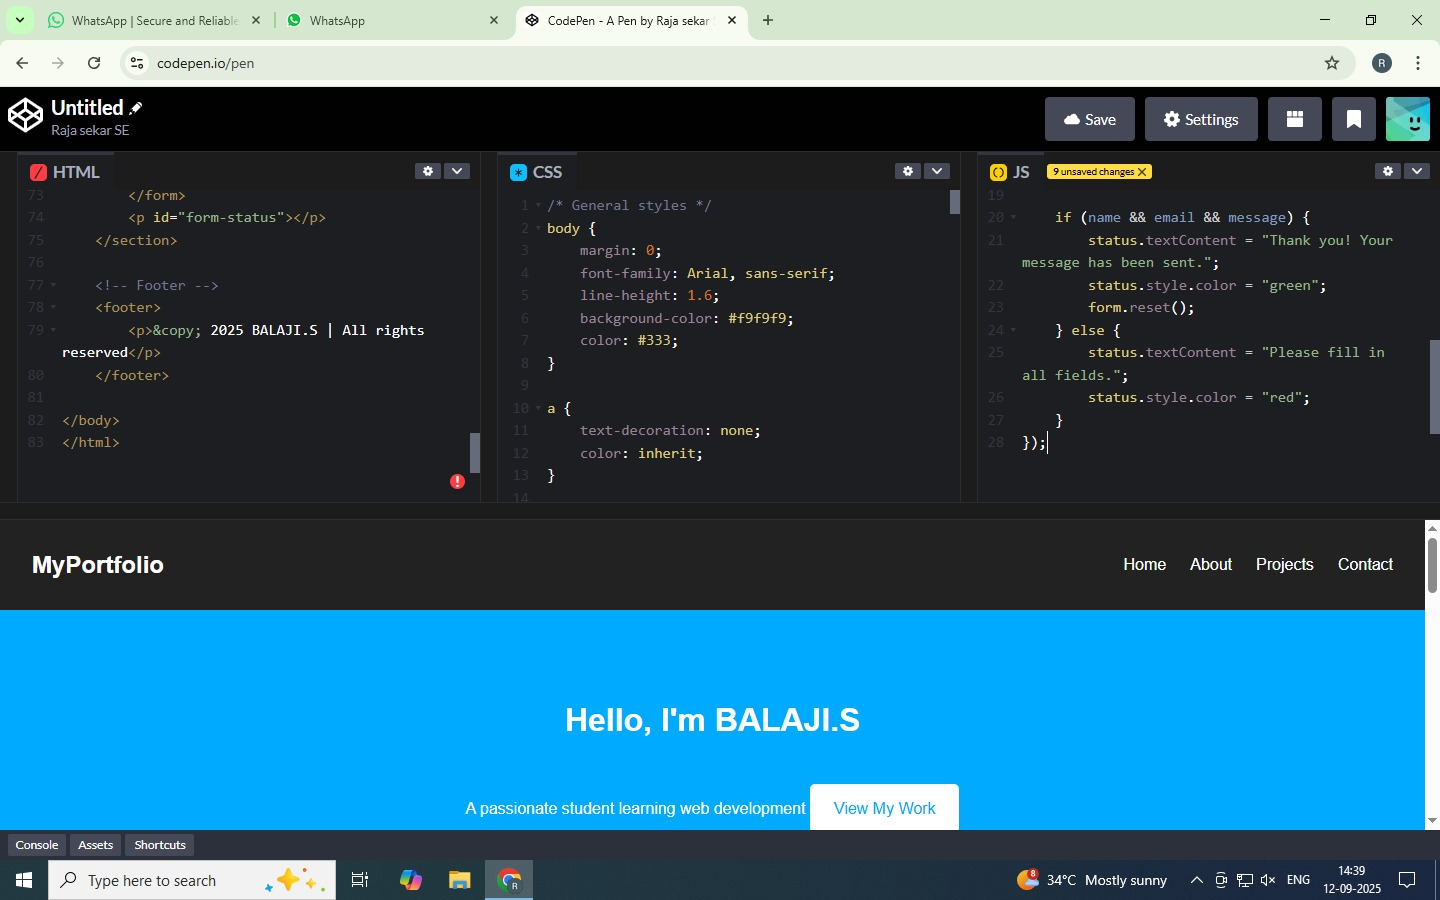 WhatsApp | Secure and Reliable
WhatsApp
CodePen - A Pen by Raja sekar
codepen.io/pen
R
Untitled
Raja sekar SE
Save
Settings
HTML
73 </form>
74 <p id="form-status"></p>
75 </section>
76
77 <!-- Footer -->
78 <footer>
79 <p>&copy; 2025 BALAJI.S | All rights
reserved</p>
80 </footer>
81
82 </body>
83 </html>
CSS
1 /* General styles */
2 body {
3 margin: 0;
4 font-family: Arial, sans-serif;
5 line-height: 1.6;
6 background-color: #f9f9f9;
7 color: #333;
8 }
9
10 a {
11 text-decoration: none;
12 color: inherit;
13 }
14
JS
9 unsaved changes
19
20 if (name && email && message) {
21 status.textContent = "Thank you! Your
message has been sent.";
22 status.style.color = "green";
23 form.reset();
24 } else {
25 status.textContent = "Please fill in
all fields.";
26 status.style.color = "red";
27 }
28 });
MyPortfolio
Home About Projects Contact
Hello, I'm BALAJI.S
A passionate student learning web development View My Work
Console Assets Shortcuts
Type here to search
R
8
34°C Mostly sunny
ENG
14:39
12-09-2025